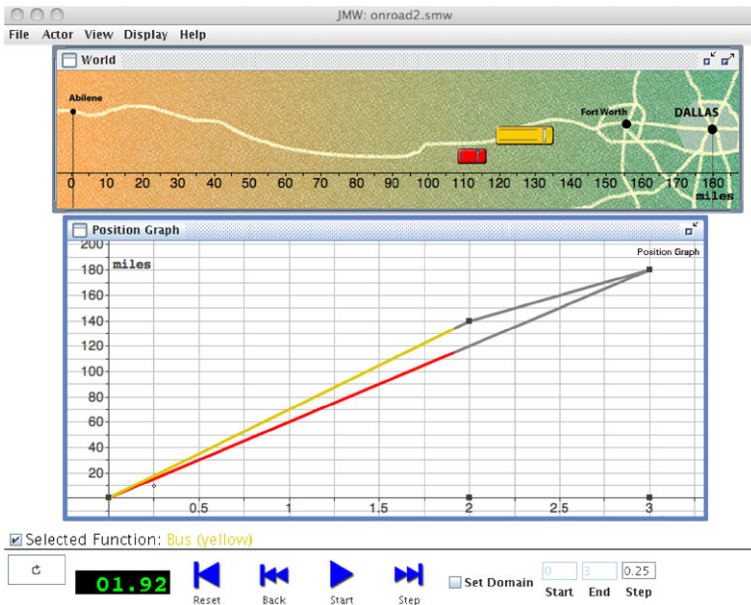 JMW: onroad2.smw
File Actor View Display Help
World
Abilene
Fort Worth DALLAS
0 10 20 30 40 50 60 70 80 90 100 110 120 130 140 150 160 170 180
miles
Position Graph
200
Position Graph
180 miles
160
140
120
100
80
60
40
20
0.5 1 1.5 2 2.5 3
Selected Function: Bus (yellow)
01.92
Reset Back Start Step
Set Domain
0 3 0.25
Start End Step